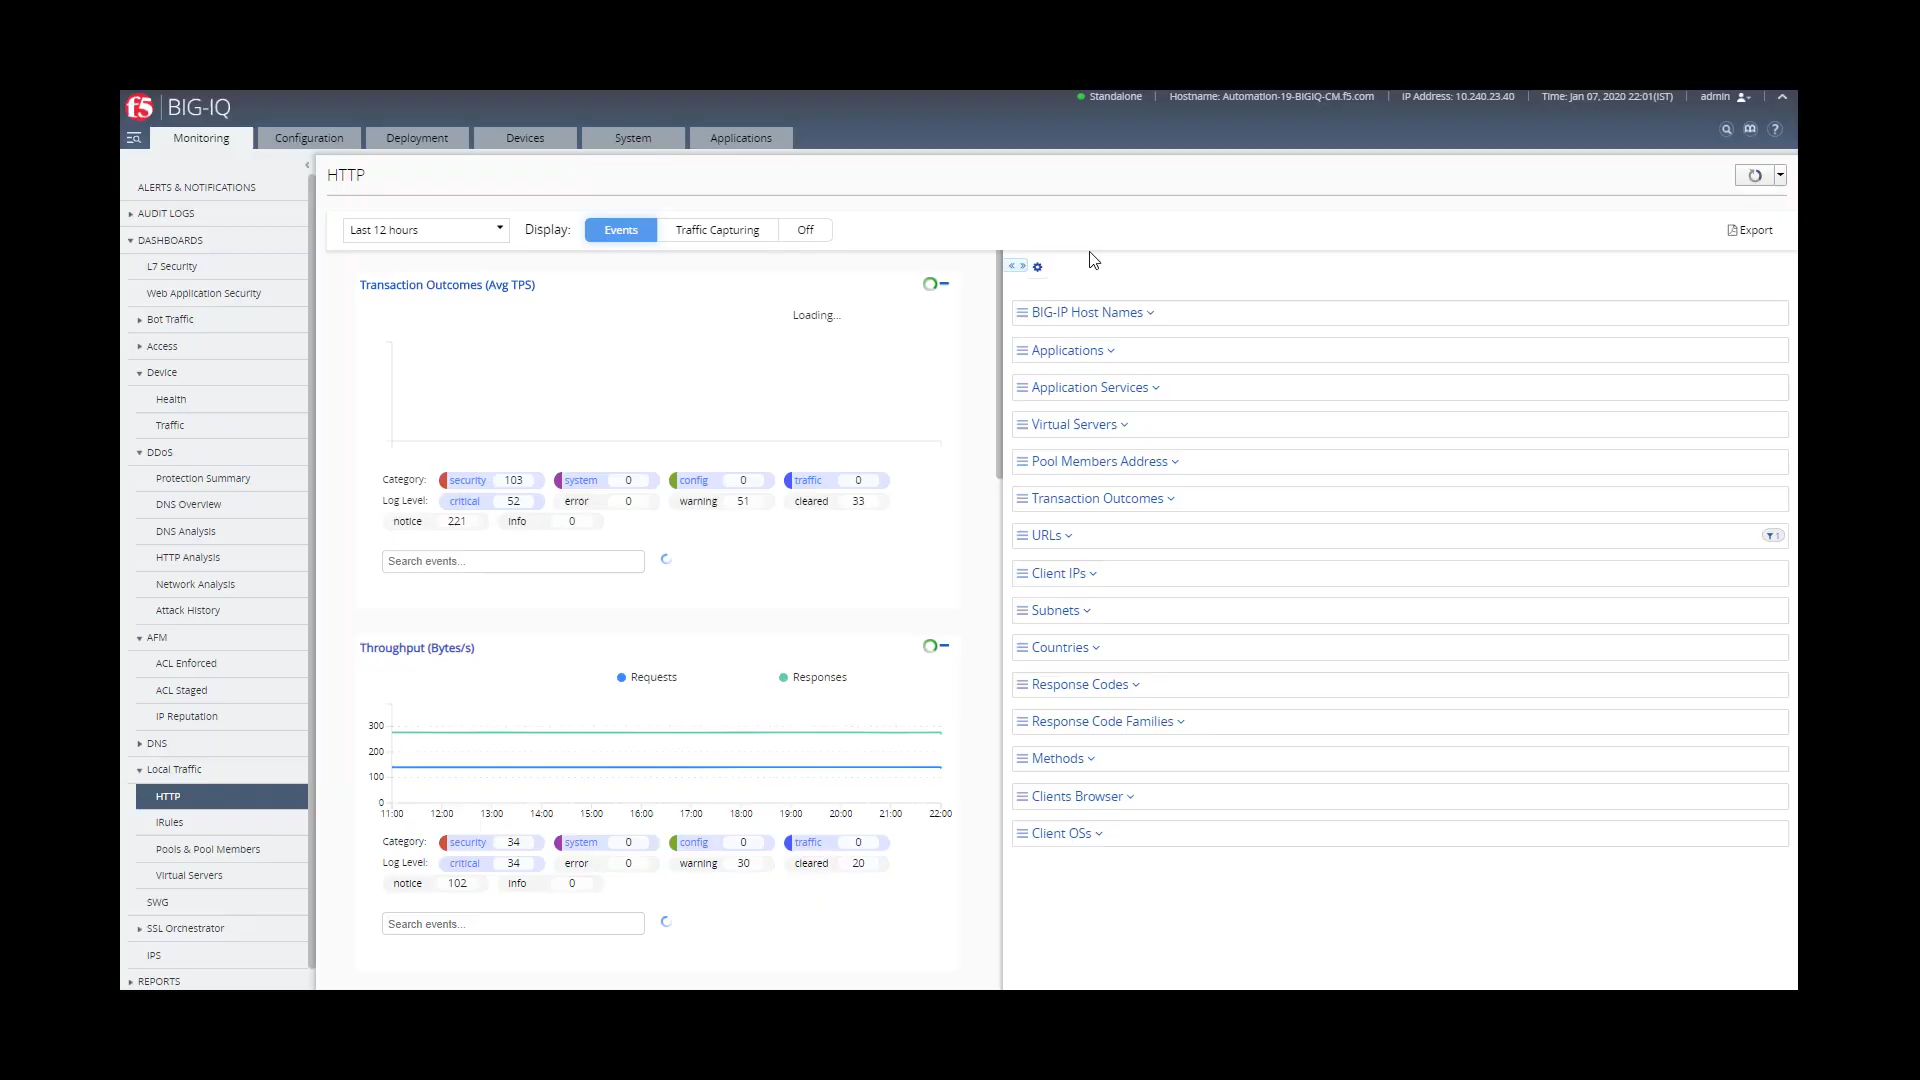 f5 BIG-IQ
Standalone | Hostname: Automation-19-BIGIQ-CM.f5.com | IP Address: 10.240.23.40 | Time: Jan 07, 2020 22:01(IST) | admin
Monitoring Configuration Deployment Devices System Applications
ALERTS & NOTIFICATIONS
AUDIT LOGS
DASHBOARDS
L7 Security
Web Application Security
Bot Traffic
Access
Device
Health
Traffic
DDoS
Protection Summary
DNS Overview
DNS Analysis
HTTP Analysis
Network Analysis
Attack History
AFM
ACL Enforced
ACL Staged
IP Reputation
DNS
Local Traffic
HTTP
iRules
Pools & Pool Members
Virtual Servers
SWG
SSL Orchestrator
IPS
REPORTS
HTTP
Last 12 hours Display: Events Traffic Capturing Off Export
Transaction Outcomes (Avg TPS)
Loading...
Category: security 103 system 0 config 0 traffic 0
Log Level: critical 52 error 0 warning 51 cleared 33
notice 221 info 0
Search events...
Throughput (Bytes/s)
Requests Responses
300
200
100
0
11:00 12:00 13:00 14:00 15:00 16:00 17:00 18:00 19:00 20:00 21:00 22:00
Category: security 34 system 0 config 0 traffic 0
Log Level: critical 34 error 0 warning 30 cleared 20
notice 102 info 0
Search events...
BIG-IP Host Names
Applications
Application Services
Virtual Servers
Pool Members Address
Transaction Outcomes
URLs 1
Client IPs
Subnets
Countries
Response Codes
Response Code Families
Methods
Clients Browser
Client OSs